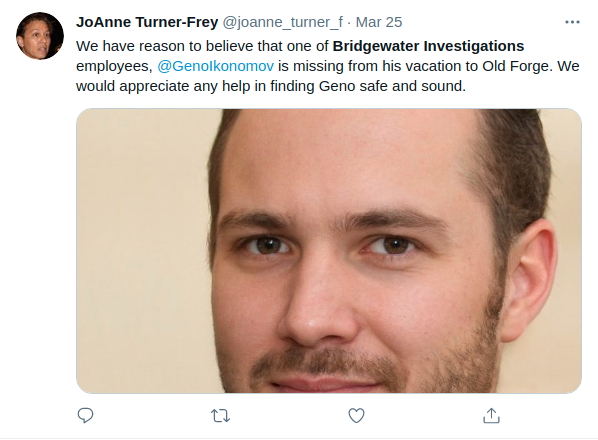 JoAnne Turner-Frey @joanne_turner_f · Mar 25
We have reason to believe that one of Bridgewater Investigations
employees, @GenoIkonomov is missing from his vacation to Old Forge. We
would appreciate any help in finding Geno safe and sound.